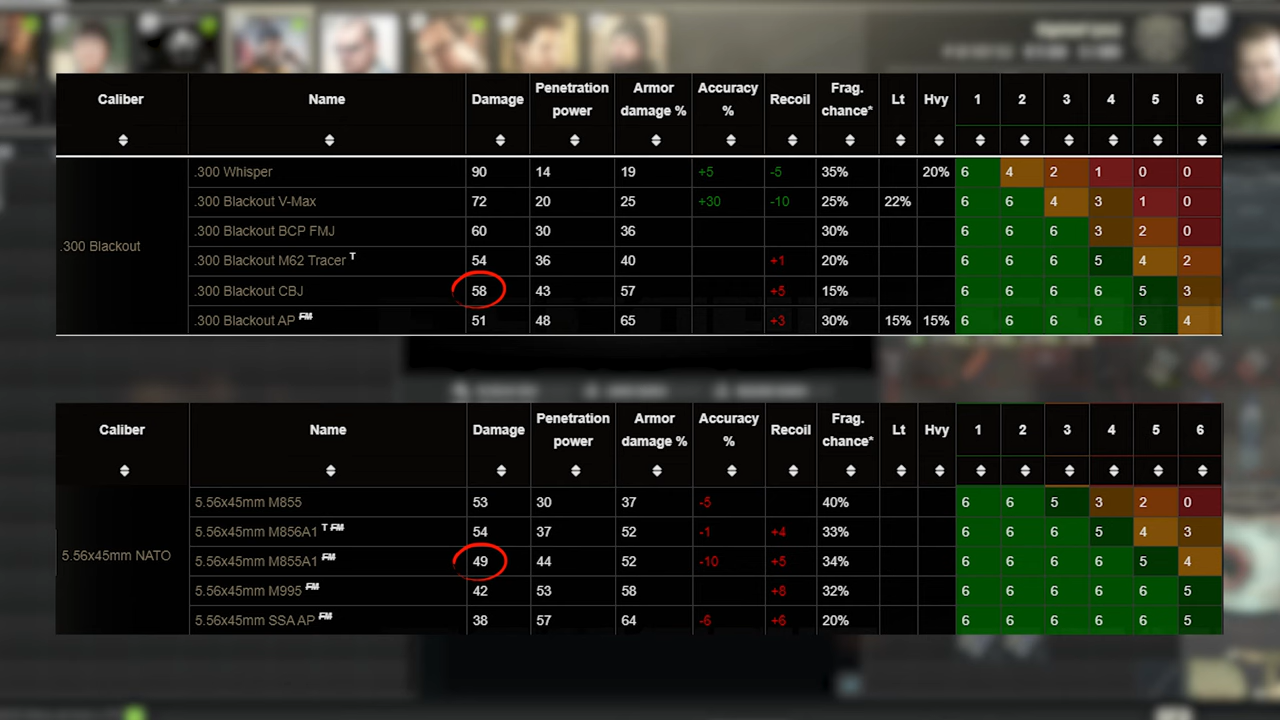 Caliber Name Damage Penetration power Armor damage % Accuracy % Recoil Frag. chance* Lt Hvy 1 2 3 4 5 6
.300 Blackout
.300 Whisper 90 14 19 +5 -5 35% 20% 6 4 2 1 0 0
.300 Blackout V-Max 72 20 25 +30 -10 25% 22% 6 6 4 3 1 0
.300 Blackout BCP FMJ 60 30 36 30% 6 6 6 3 2 0
.300 Blackout M62 Tracer T 54 36 40 +1 20% 6 6 6 5 4 2
.300 Blackout CBJ 58 43 57 +5 15% 6 6 6 6 5 3
.300 Blackout AP FM 51 48 65 +3 30% 15% 15% 6 6 6 6 5 4
Caliber Name Damage Penetration power Armor damage % Accuracy % Recoil Frag. chance* Lt Hvy 1 2 3 4 5 6
5.56x45mm NATO
5.56x45mm M855 53 30 37 -5 40% 6 6 5 3 2 0
5.56x45mm M856A1 T FM 54 37 52 -1 +4 33% 6 6 6 5 4 3
5.56x45mm M855A1 FM 49 44 52 -10 +5 34% 6 6 6 6 5 4
5.56x45mm M995 FM 42 53 58 +8 32% 6 6 6 6 6 5
5.56x45mm SSA AP FM 38 57 64 -6 +6 20% 6 6 6 6 6 5